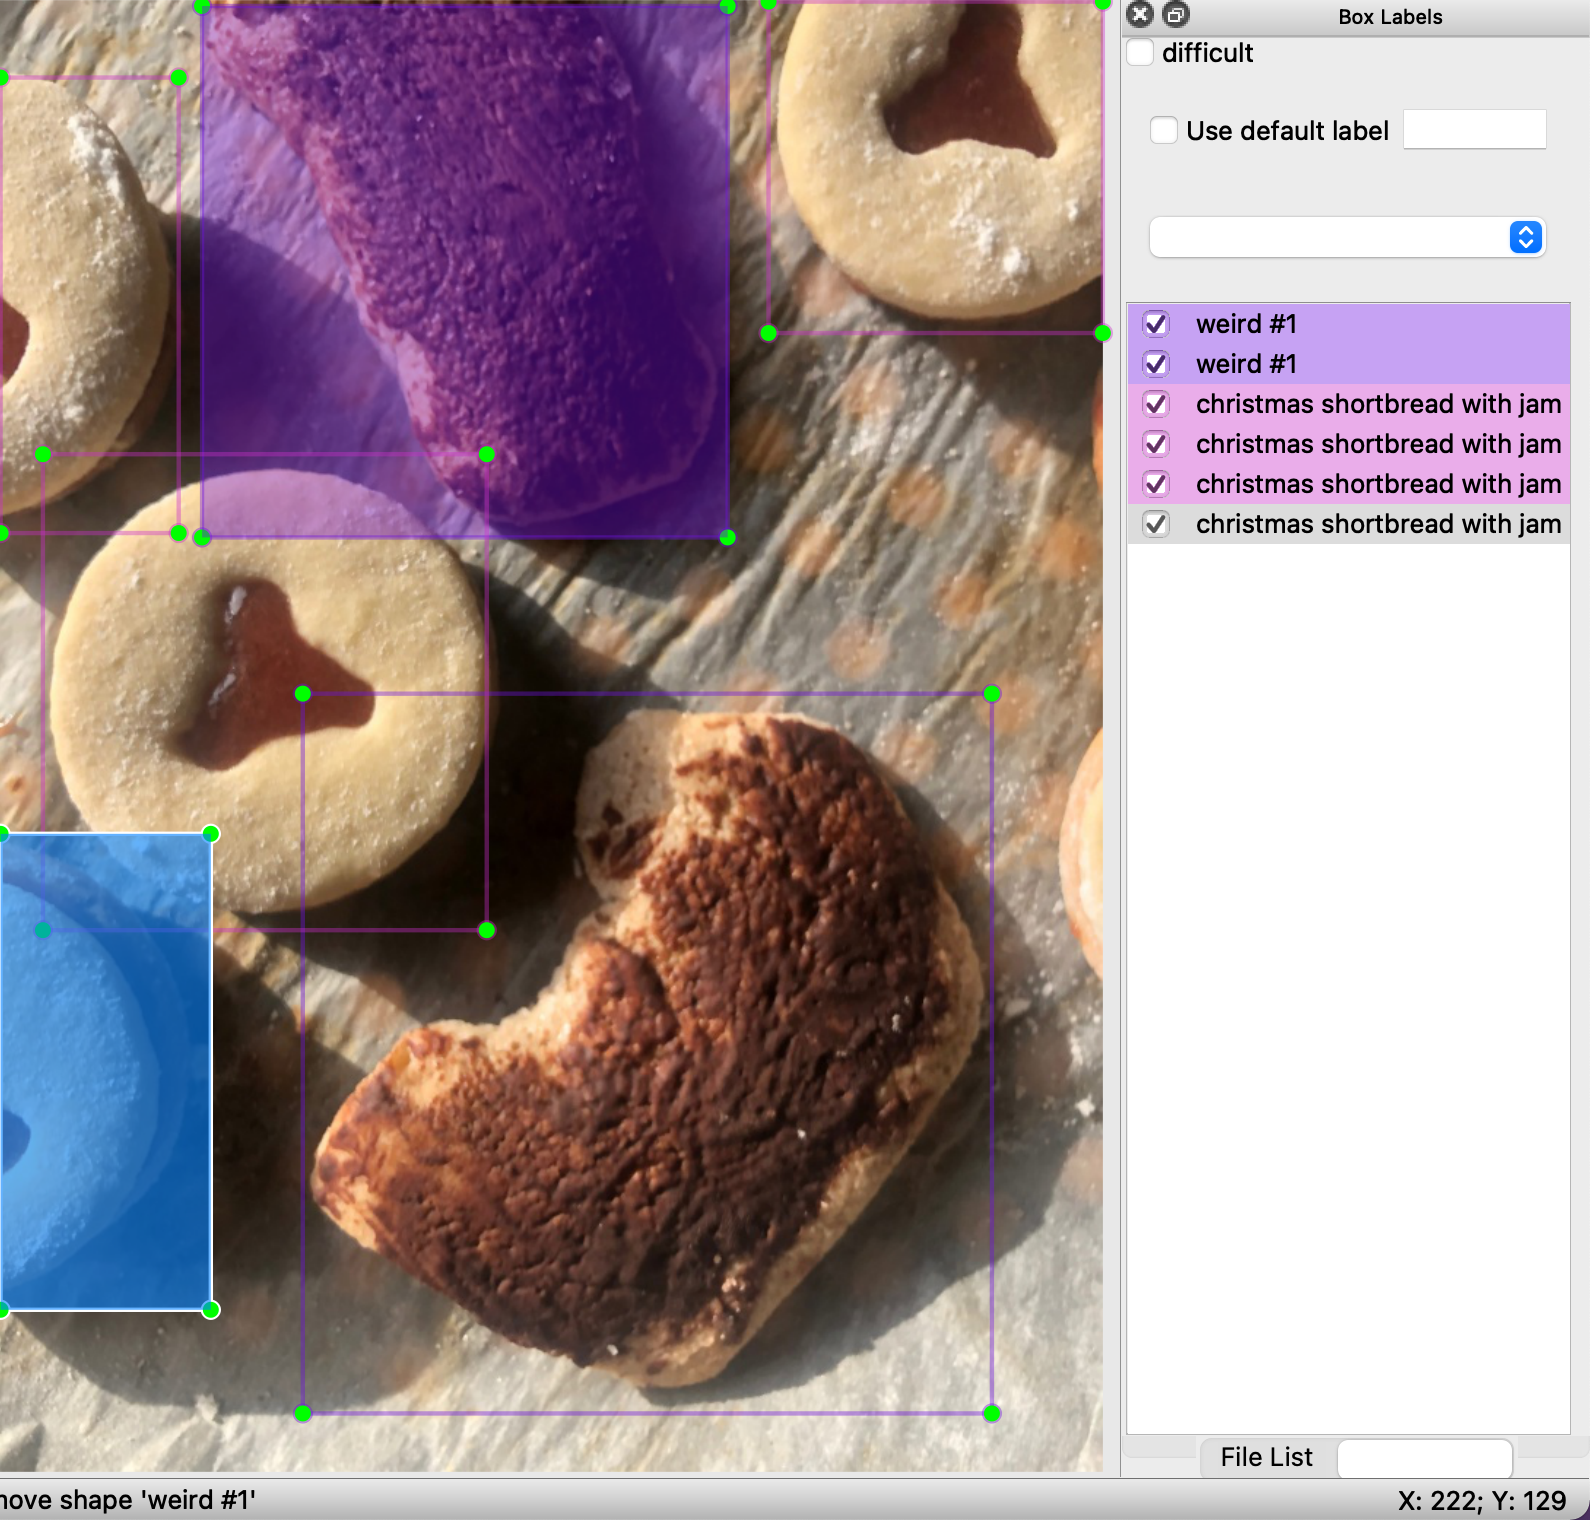 Box Labels
difficult
Use default label
weird #1
weird #1
christmas shortbread with jam
christmas shortbread with jam
christmas shortbread with jam
christmas shortbread with jam
File List
move shape 'weird #1'
X: 222; Y: 129